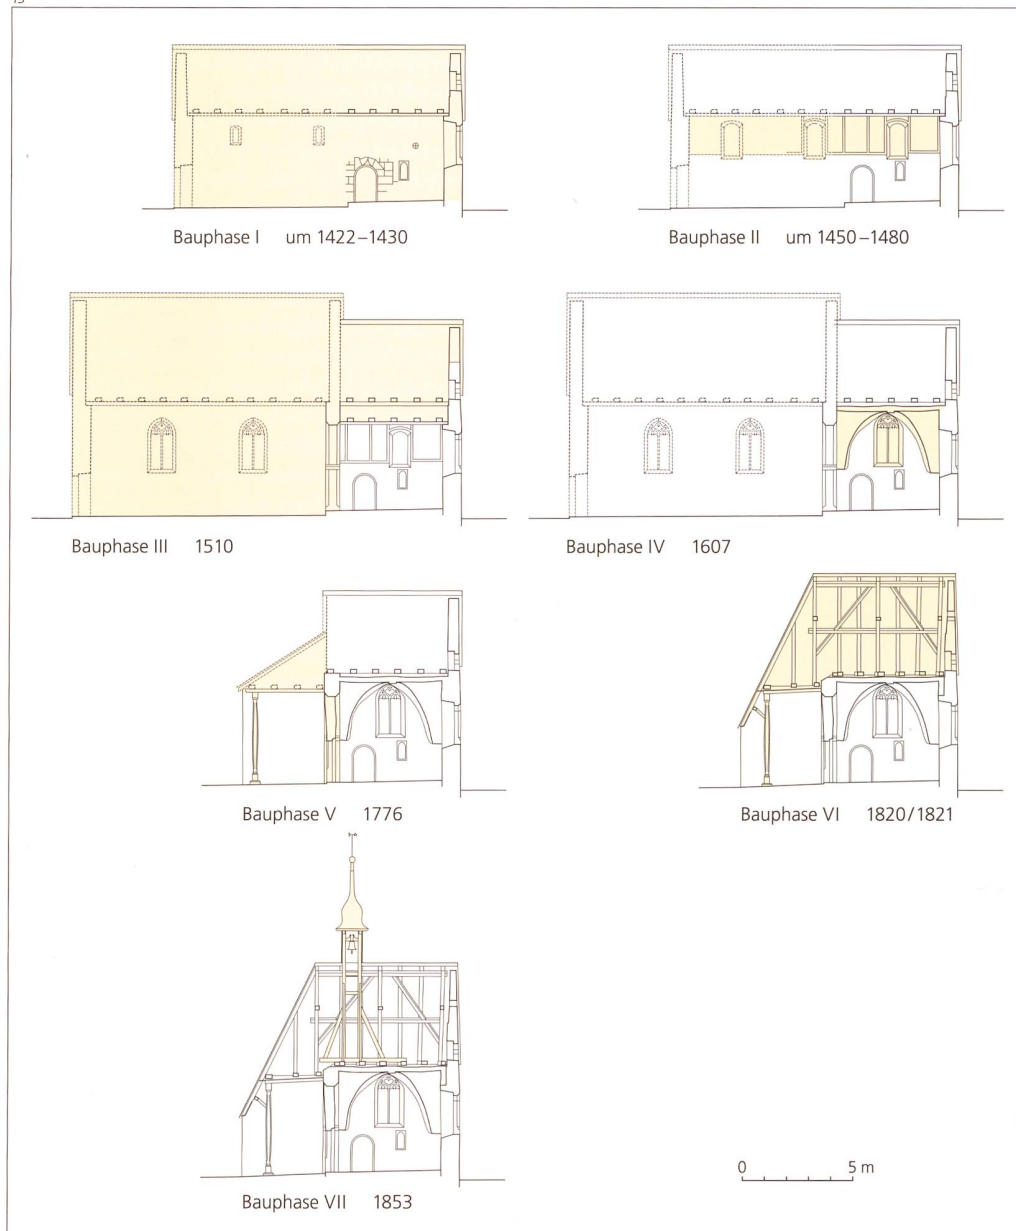 Bauphase I um 1422–1430
Bauphase II um 1450–1480
Bauphase III 1510
Bauphase IV 1607
Bauphase V 1776
Bauphase VI 1820/1821
Bauphase VII 1853
0 5 m